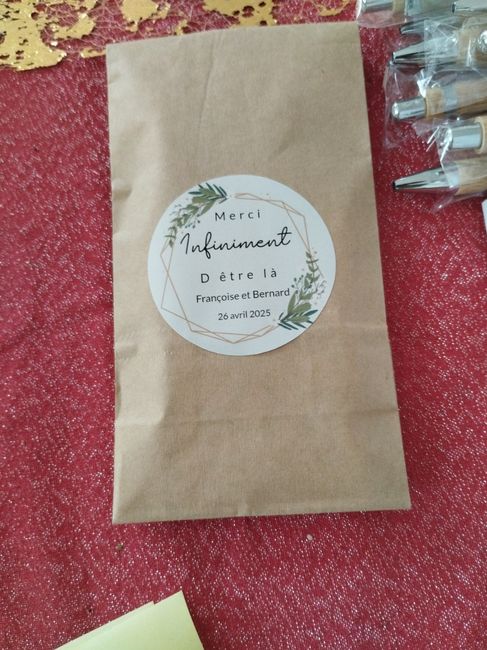 Merci
Infiniment
D être là
Françoise et Bernard
26 avril 2025